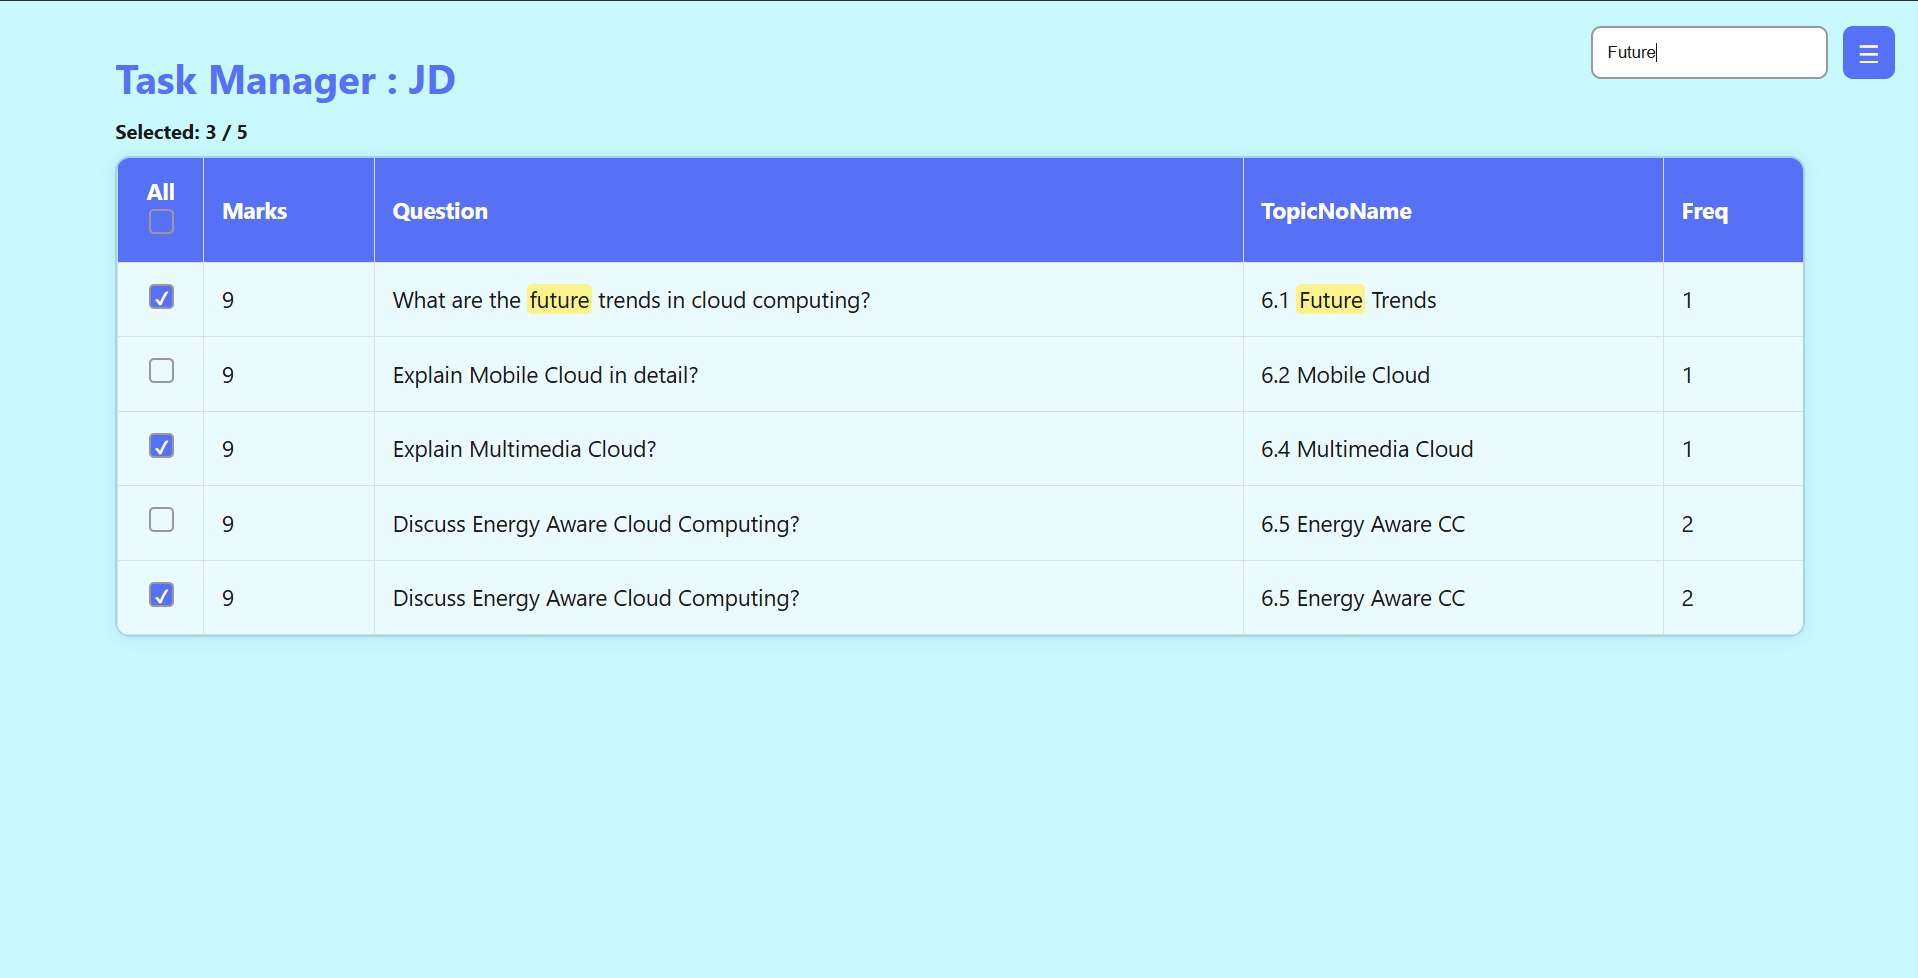 Future
Task Manager : JD
Selected: 3 / 5
All Marks Question TopicNoName Freq
9 What are the future trends in cloud computing? 6.1 Future Trends 1
9 Explain Mobile Cloud in detail? 6.2 Mobile Cloud 1
9 Explain Multimedia Cloud? 6.4 Multimedia Cloud 1
9 Discuss Energy Aware Cloud Computing? 6.5 Energy Aware CC 2
9 Discuss Energy Aware Cloud Computing? 6.5 Energy Aware CC 2